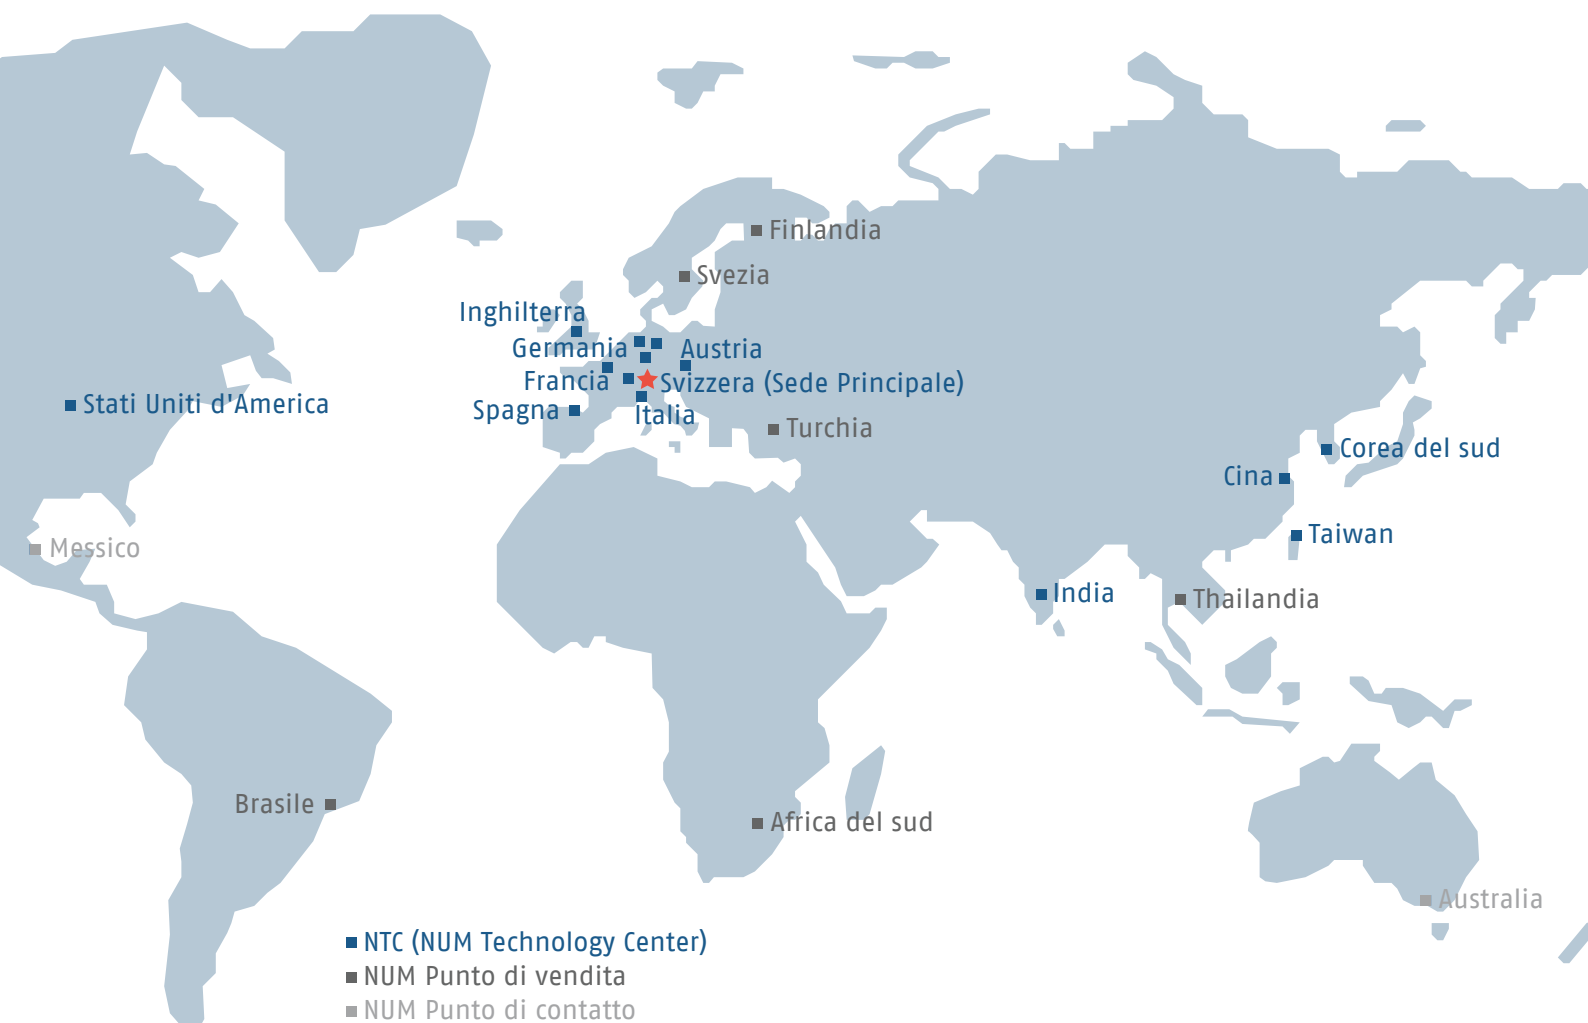 Finlandia
Svezia
Inghilterra
Germania
Austria
Francia
Svizzera (Sede Principale)
Stati Uniti d'America
Spagna
Italia
Turchia
Corea del sud
Cina
Taiwan
Messico
India
Thailandia
Brasile
Africa del sud
Australia
NTC (NUM Technology Center)
NUM Punto di vendita
NUM Punto di contatto